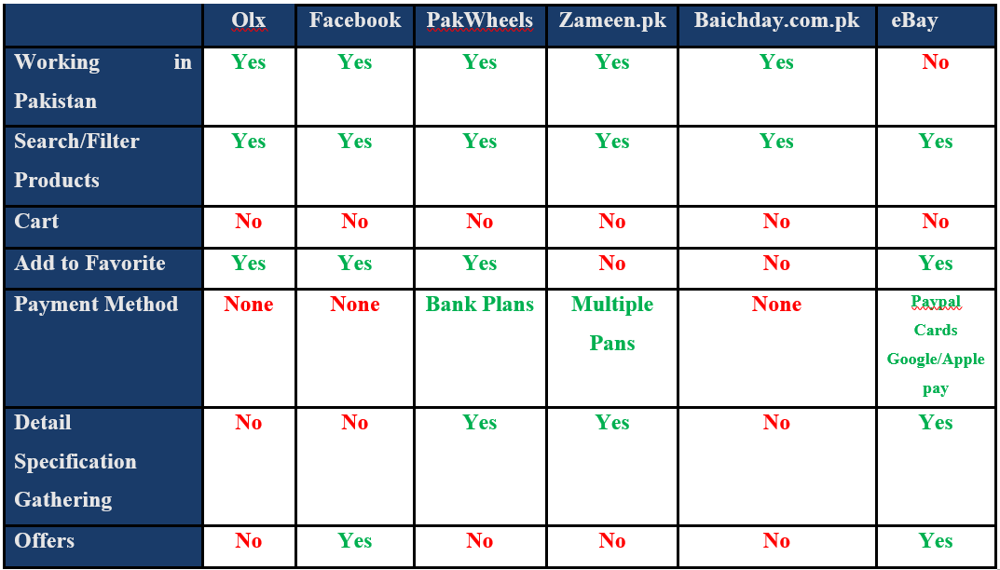 Olx Facebook PakWheels Zameen.pk Baichday.com.pk eBay
Working in Yes Yes Yes Yes Yes No
Pakistan
Search/Filter Yes Yes Yes Yes Yes Yes
Products
Cart No No No No No No
Add to Favorite Yes Yes Yes No No Yes
Payment Method None None Bank Plans Multiple None Paypal
Cards
Pans
Google/Apple
pay
Detail No No Yes Yes No Yes
Specification
Gathering
Offers No Yes No No No Yes